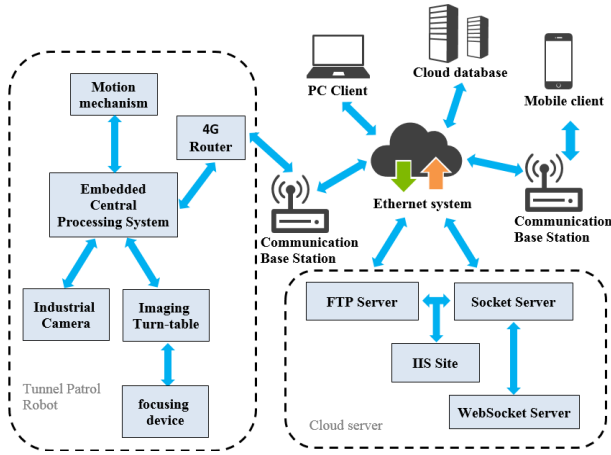 Motion
mechanism
4G
Router
Embedded
Central
Processing System
Industrial
Camera
Imaging
Turn-table
focusing
device
Tunnel Patrol
Robot
PC Client
Cloud database
Mobile client
Ethernet system
Communication
Base Station
Communication
Base Station
FTP Server
Socket Server
IIS Site
WebSocket Server
Cloud server